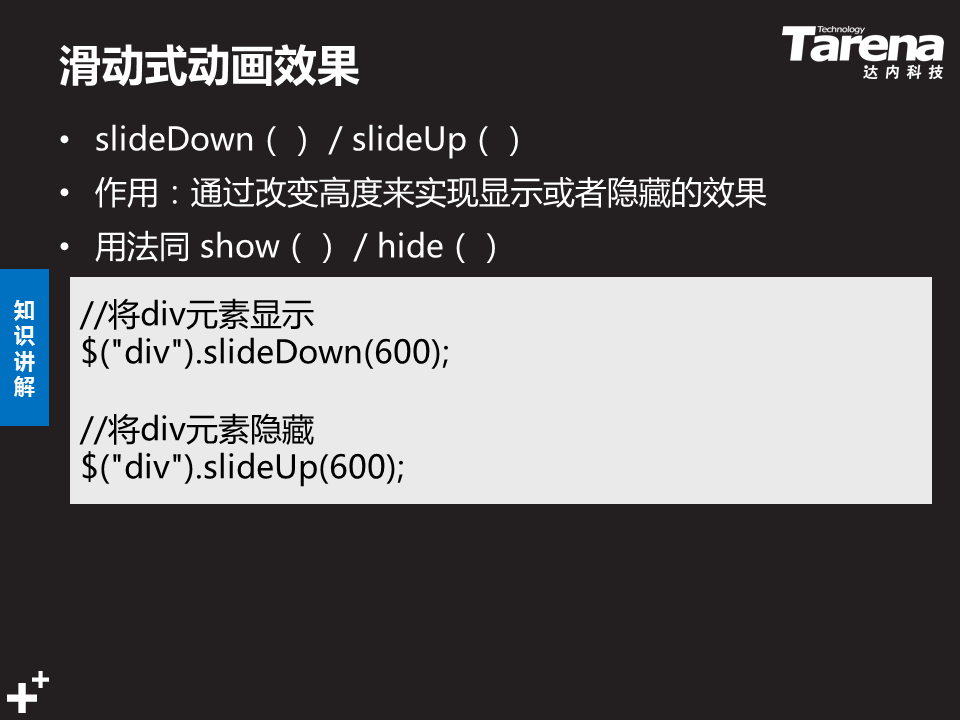 滑动式动画效果
Technology
Tarena
达内科技
• slideDown（ ） / slideUp（ ）
• 作用：通过改变高度来实现显示或者隐藏的效果
• 用法同 show（ ） / hide（ ）
知识讲解
//将div元素显示
$("div").slideDown(600);
//将div元素隐藏
$("div").slideUp(600);